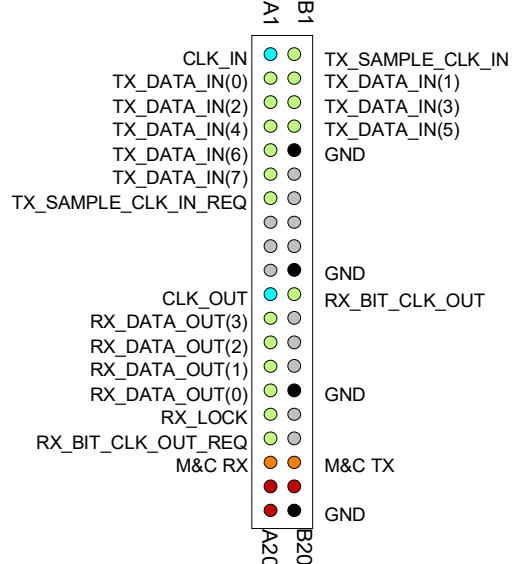 A1 B1
CLK_IN TX_SAMPLE_CLK_IN
TX_DATA_IN(0) TX_DATA_IN(1)
TX_DATA_IN(2) TX_DATA_IN(3)
TX_DATA_IN(4) TX_DATA_IN(5)
TX_DATA_IN(6) GND
TX_DATA_IN(7)
TX_SAMPLE_CLK_IN_REQ
GND
CLK_OUT RX_BIT_CLK_OUT
RX_DATA_OUT(3)
RX_DATA_OUT(2)
RX_DATA_OUT(1)
RX_DATA_OUT(0) GND
RX_LOCK
RX_BIT_CLK_OUT_REQ
M&C RX M&C TX
GND
A20 B20